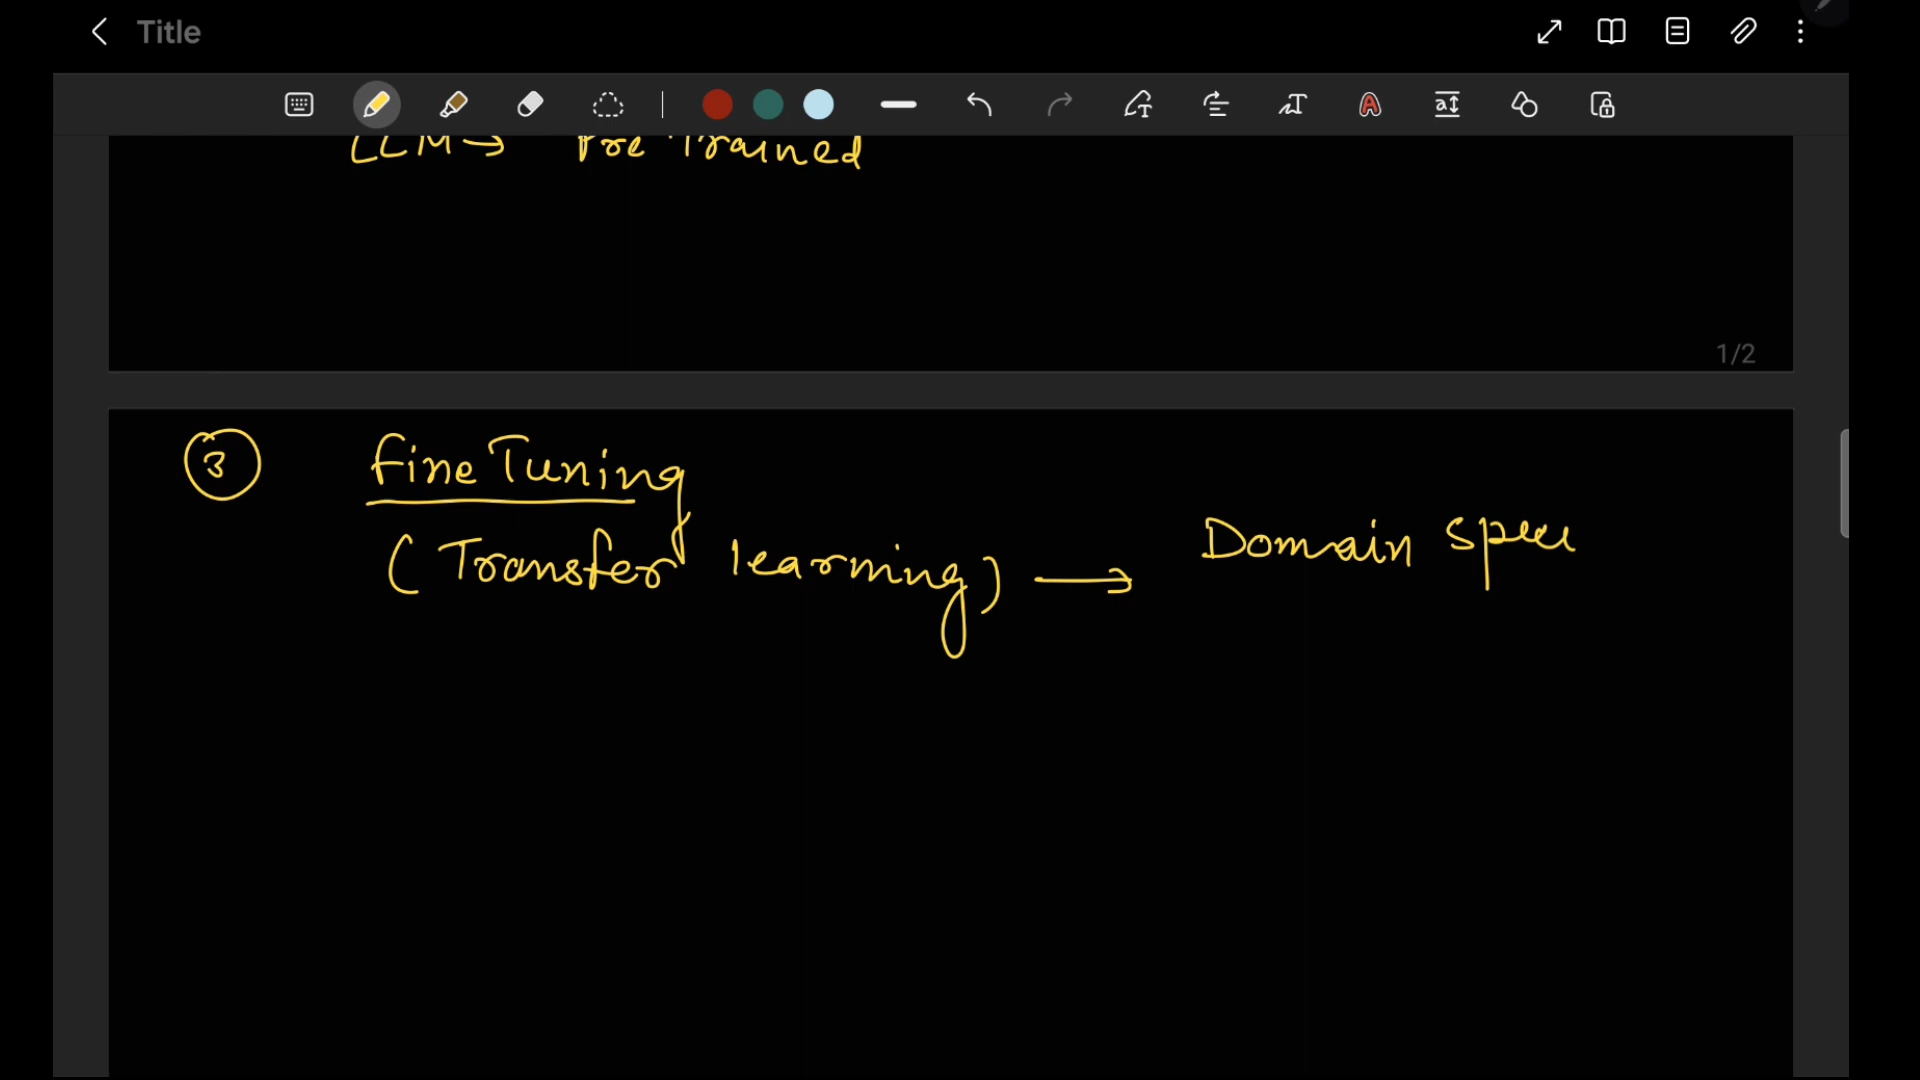 Title
LLM → Pre Trained
1/2
3 Fine Tuning
(Transfer learning) → Domain spec